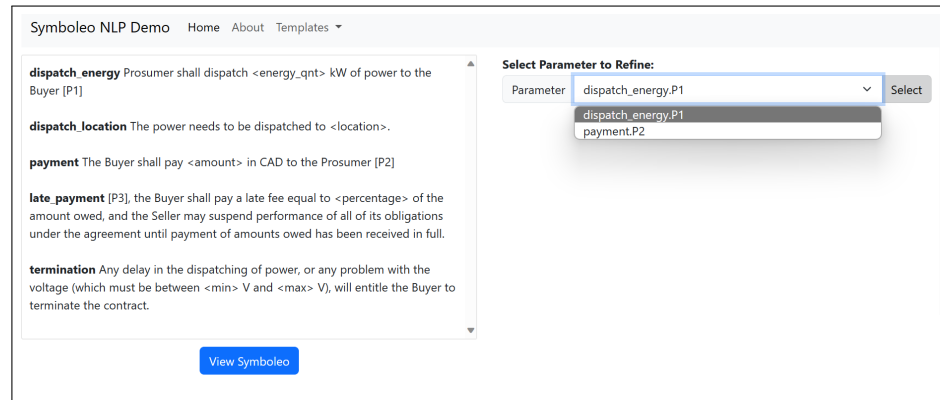 Symboleo NLP Demo Home About Templates
dispatch_energy Prosumer shall dispatch <energy_qnt> kW of power to the
Buyer [P1]
dispatch_location The power needs to be dispatched to <location>.
payment The Buyer shall pay <amount> in CAD to the Prosumer [P2]
late_payment [P3], the Buyer shall pay a late fee equal to <percentage> of the
amount owed, and the Seller may suspend performance of all of its obligations
under the agreement until payment of amounts owed has been received in full.
termination Any delay in the dispatching of power, or any problem with the
voltage (which must be between <min> V and <max> V), will entitle the Buyer to
terminate the contract.
View Symboleo
Select Parameter to Refine:
Parameter dispatch_energy.P1 Select
dispatch_energy.P1
payment.P2